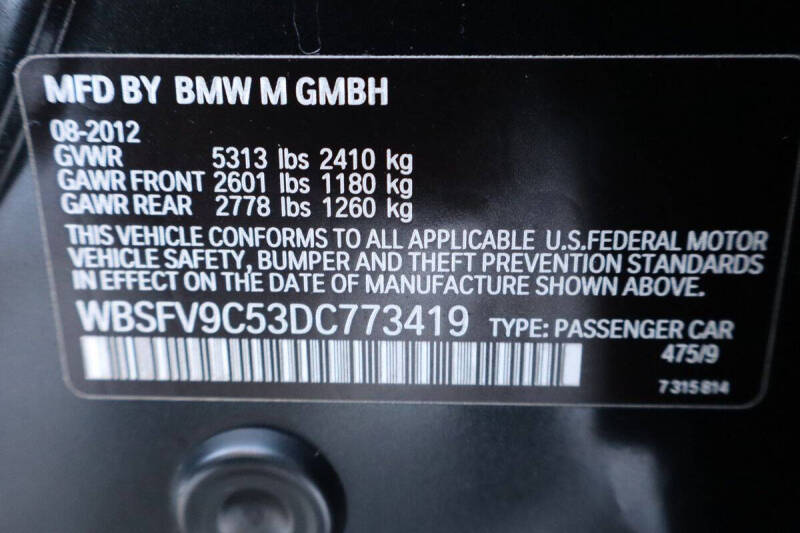 MFD BY BMW M GMBH
08-2012
GVWR 5313 lbs 2410 kg
GAWR FRONT 2601 lbs 1180 kg
GAWR REAR 2778 lbs 1260 kg
THIS VEHICLE CONFORMS TO ALL APPLICABLE U.S.FEDERAL MOTOR
VEHICLE SAFETY, BUMPER AND THEFT PREVENTION STANDARDS
IN EFFECT ON THE DATE OF MANUFACTURE SHOWN ABOVE.
WBSFV9C53DC773419 TYPE: PASSENGER CAR
475/9
7 315 814